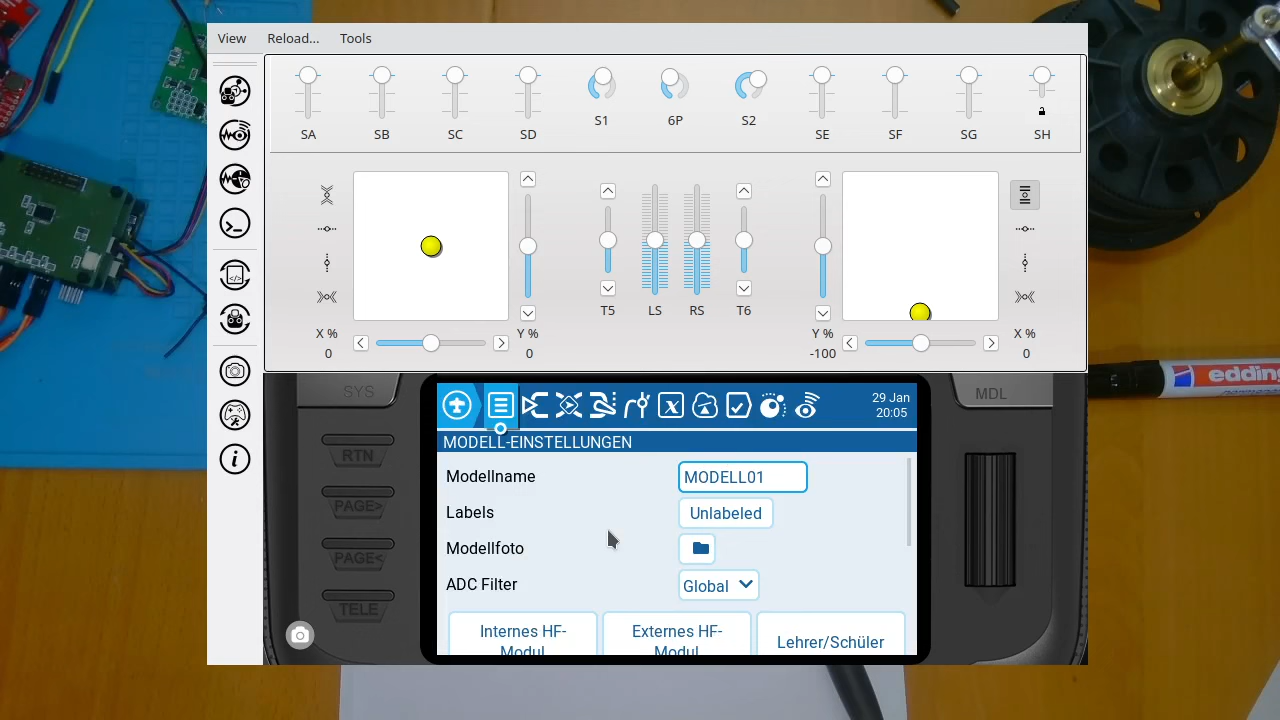 View Reload... Tools
SA SB SC SD S1 6P S2 SE SF SG SH
T5 LS RS T6
X % Y % Y % X %
0 0 -100 0
SYS MDL
29 Jan
20:05
MODELL-EINSTELLUNGEN
RTN
PAGE>
PAGE<
TELE
Modellname MODELL01
Labels Unlabeled
Modellfoto
ADC Filter Global
Internes HF-
Modul
Externes HF-
Modul
Lehrer/Schüler
edding